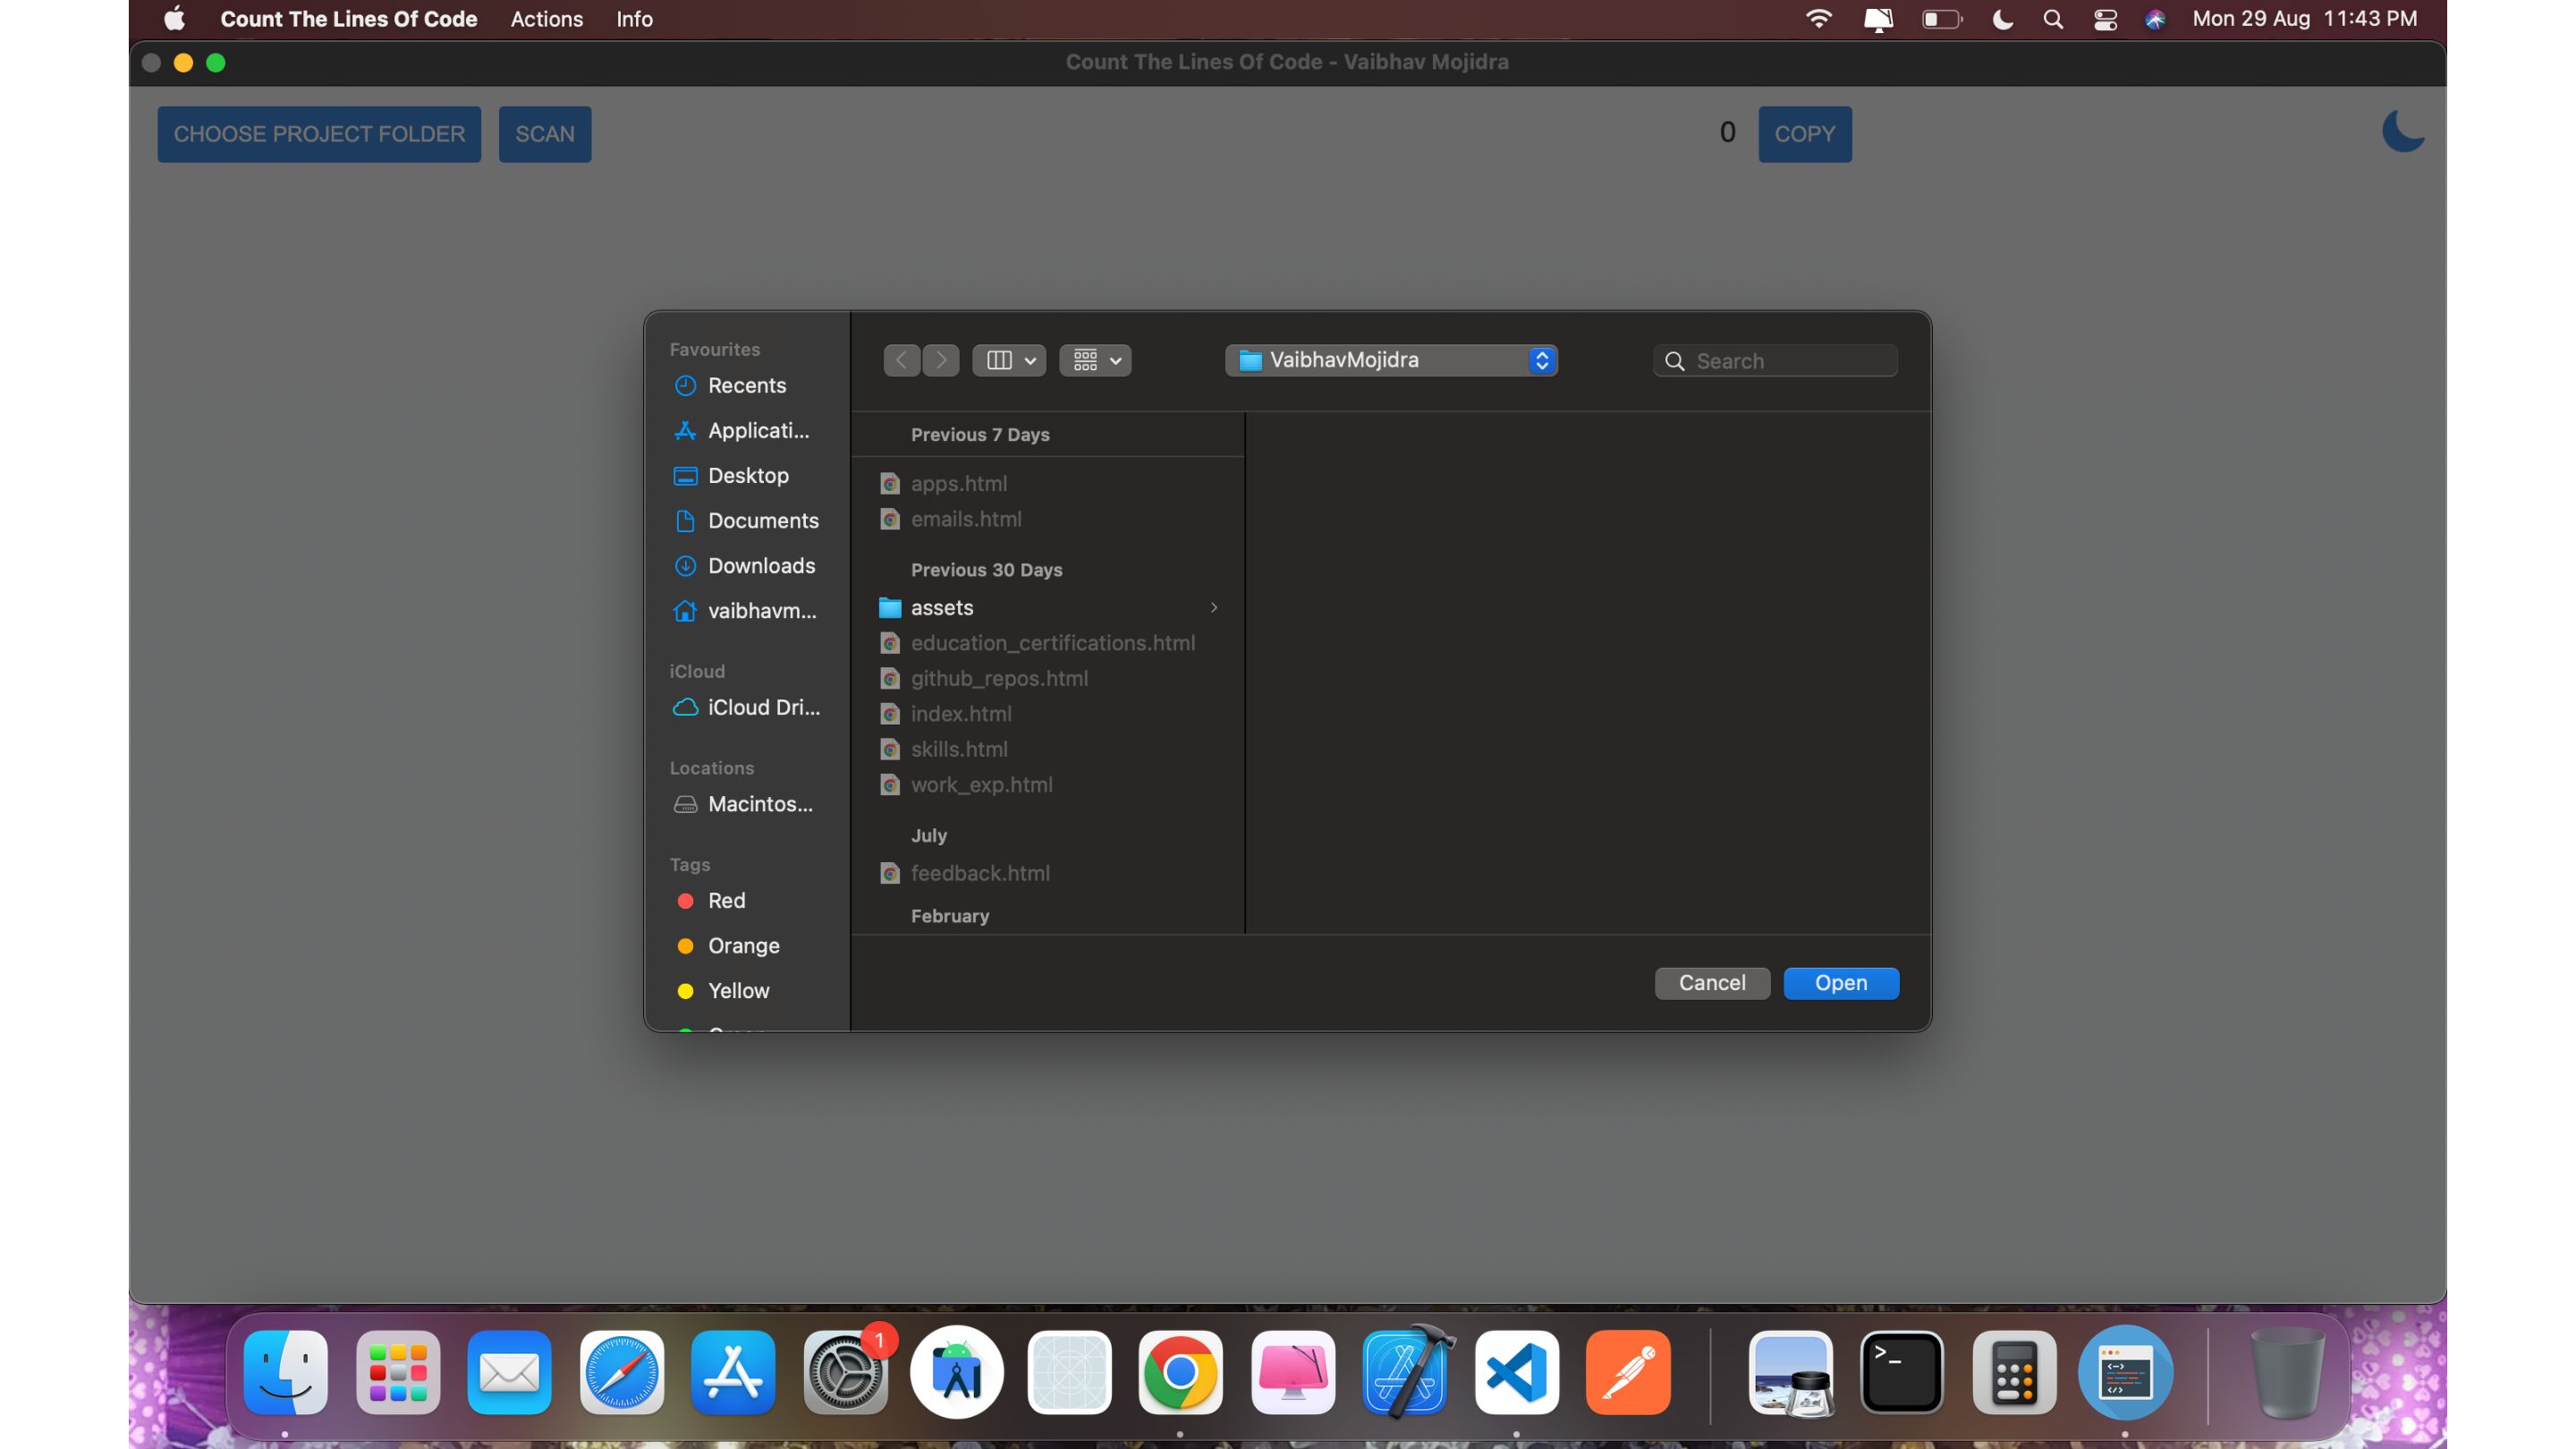 Count The Lines Of Code Actions Info Mon 29 Aug 11:43 PM
Count The Lines Of Code - Vaibhav Mojidra
CHOOSE PROJECT FOLDER SCAN 0 COPY
Favourites
Recents
Applicati...
Desktop
Documents
Downloads
vaibhavm...
iCloud
iCloud Dri...
Locations
Macintos...
Tags
Red
Orange
Yellow
VaibhavMojidra
Search
Previous 7 Days
apps.html
emails.html
Previous 30 Days
assets
education_certifications.html
github_repos.html
index.html
skills.html
work_exp.html
July
feedback.html
February
Cancel Open
1